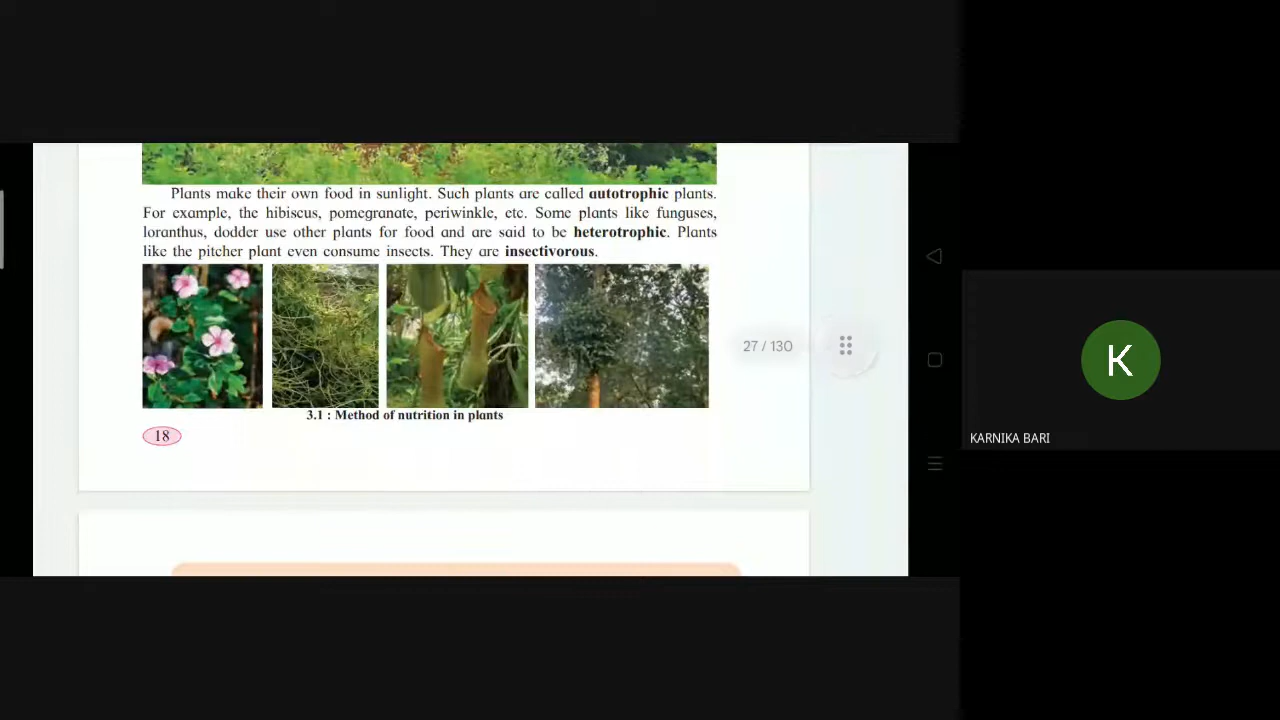 Plants make their own food in sunlight. Such plants are called autotrophic plants.
For example, the hibiscus, pomegranate, periwinkle, etc. Some plants like funguses,
loranthus, dodder use other plants for food and are said to be heterotrophic. Plants
like the pitcher plant even consume insects. They are insectivorous.
3.1 : Method of nutrition in plants
18
27 / 130
K
KARNIKA BARI